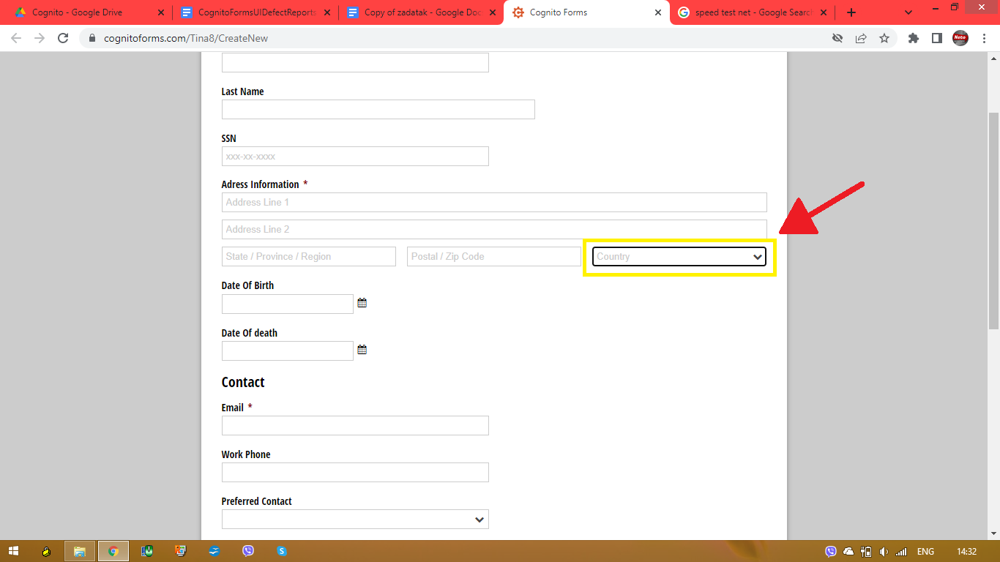 Cognito - Google Drive
CognitoFormsUIDefectReports
Copy of zadatak - Google Doc
Cognito Forms
speed test net - Google Search
cognitoforms.com/Tina8/CreateNew
Last Name
SSN
xxx-xx-xxxx
Adress Information *
Address Line 1
Address Line 2
State / Province / Region
Postal / Zip Code
Country
Date Of Birth
Date Of death
Contact
Email *
Work Phone
Preferred Contact
ENG
14:32